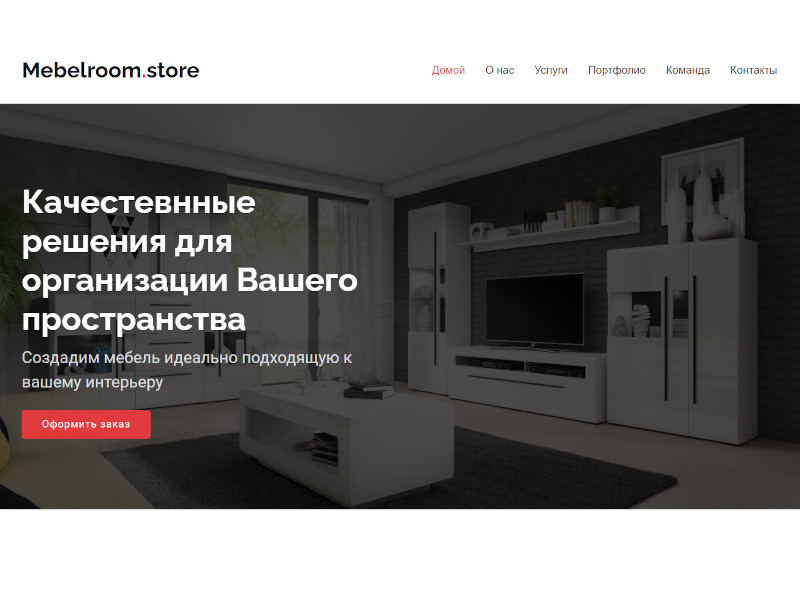 Mebelroom.store
Домой О нас Услуги Портфолио Команда Контакты
Качестевнные
решения для
организации Вашего
пространства
Создадим мебель идеально подходящую к
вашему интерьеру
Оформить заказ